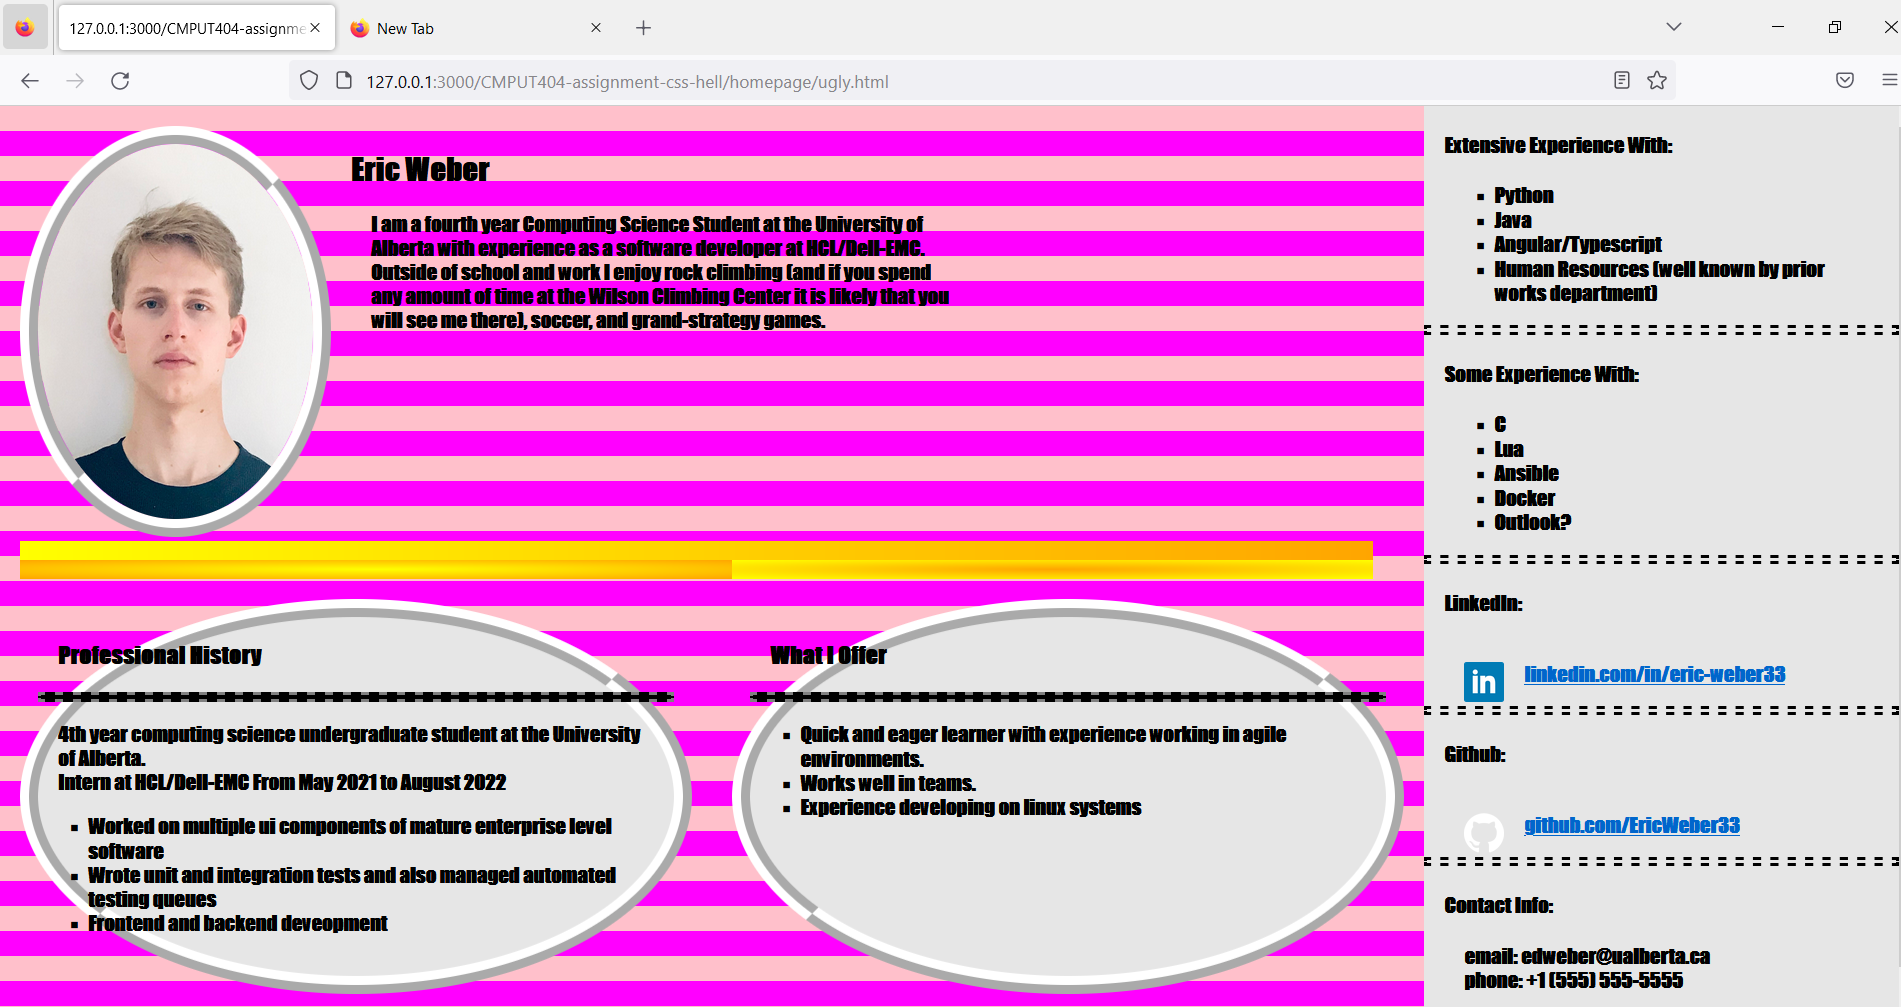 127.0.0.1:3000/CMPUT404-assignme
New Tab
127.0.0.1:3000/CMPUT404-assignment-css-hell/homepage/ugly.html
Eric Weber
I am a fourth year Computing Science Student at the University of
Alberta with experience as a software developer at HCL/Dell-EMC.
Outside of school and work I enjoy rock climbing (and if you spend
any amount of time at the Wilson Climbing Center it is likely that you
will see me there), soccer, and grand-strategy games.
Professional History
4th year computing science undergraduate student at the University
of Alberta.
Intern at HCL/Dell-EMC From May 2021 to August 2022
Worked on multiple ui components of mature enterprise level
software
Wrote unit and integration tests and also managed automated
testing queues
Frontend and backend deveopment
What I Offer
Quick and eager learner with experience working in agile
environments.
Works well in teams.
Experience developing on linux systems
Extensive Experience With:
Python
Java
Angular/Typescript
Human Resources (well known by prior
works department)
Some Experience With:
C
Lua
Ansible
Docker
Outlook?
LinkedIn:
in
linkedin.com/in/eric-weber33
Github:
github.com/EricWeber33
Contact Info:
email: edweber@ualberta.ca
phone: +1 (555) 555-5555